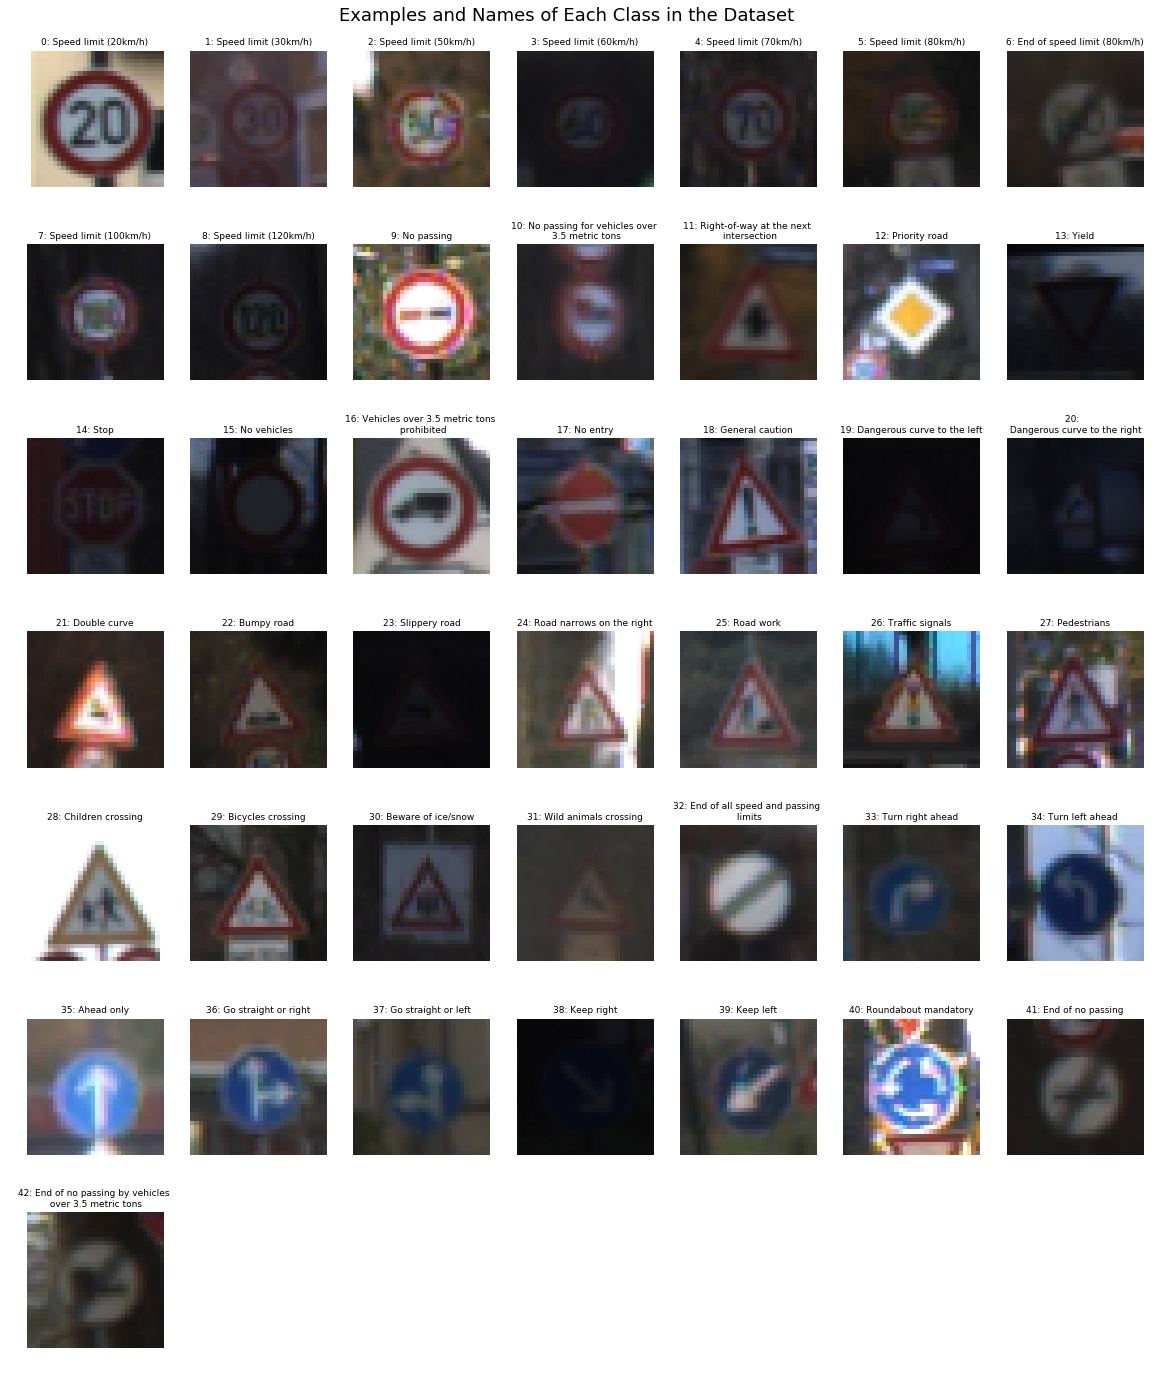 Examples and Names of Each Class in the Dataset
0: Speed limit (20km/h)
1: Speed limit (30km/h)
2: Speed limit (50km/h)
3: Speed limit (60km/h)
4: Speed limit (70km/h)
5: Speed limit (80km/h)
6: End of speed limit (80km/h)
20
30
70
7: Speed limit (100km/h)
8: Speed limit (120km/h)
9: No passing
10: No passing for vehicles over
3.5 metric tons
11: Right-of-way at the next
intersection
12: Priority road
13: Yield
14: Stop
15: No vehicles
16: Vehicles over 3.5 metric tons
prohibited
17: No entry
18: General caution
19: Dangerous curve to the left
20:
Dangerous curve to the right
STOP
21: Double curve
22: Bumpy road
23: Slippery road
24: Road narrows on the right
25: Road work
26: Traffic signals
27: Pedestrians
28: Children crossing
29: Bicycles crossing
30: Beware of ice/snow
31: Wild animals crossing
32: End of all speed and passing
limits
33: Turn right ahead
34: Turn left ahead
35: Ahead only
36: Go straight or right
37: Go straight or left
38: Keep right
39: Keep left
40: Roundabout mandatory
41: End of no passing
42: End of no passing by vehicles
over 3.5 metric tons